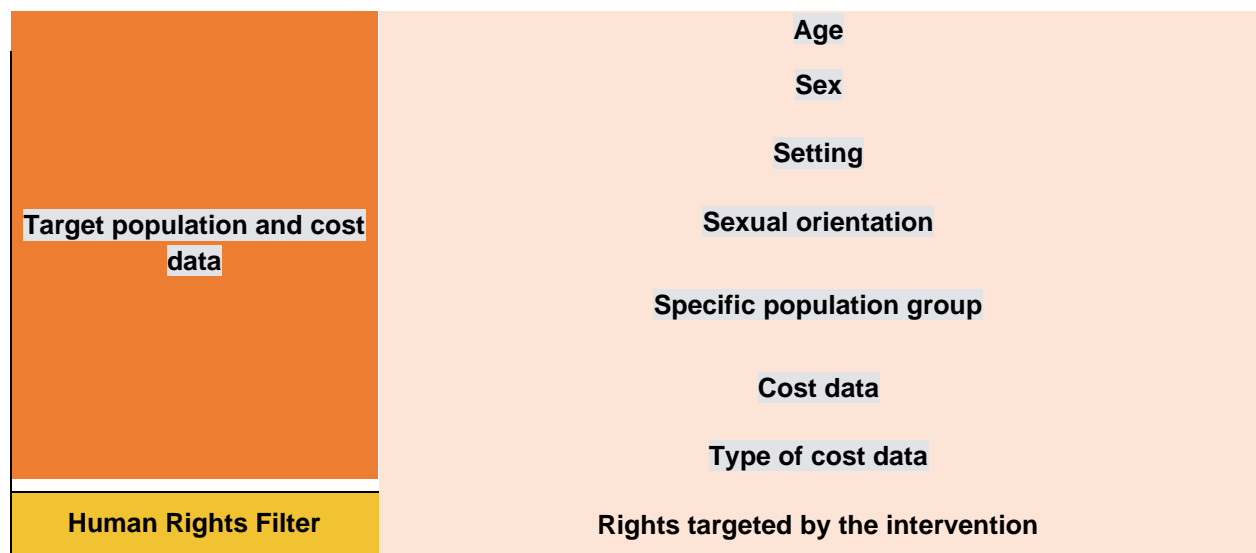 Target population and cost
data
Age
Sex
Setting
Sexual orientation
Specific population group
Cost data
Type of cost data
Human Rights Filter
Rights targeted by the intervention